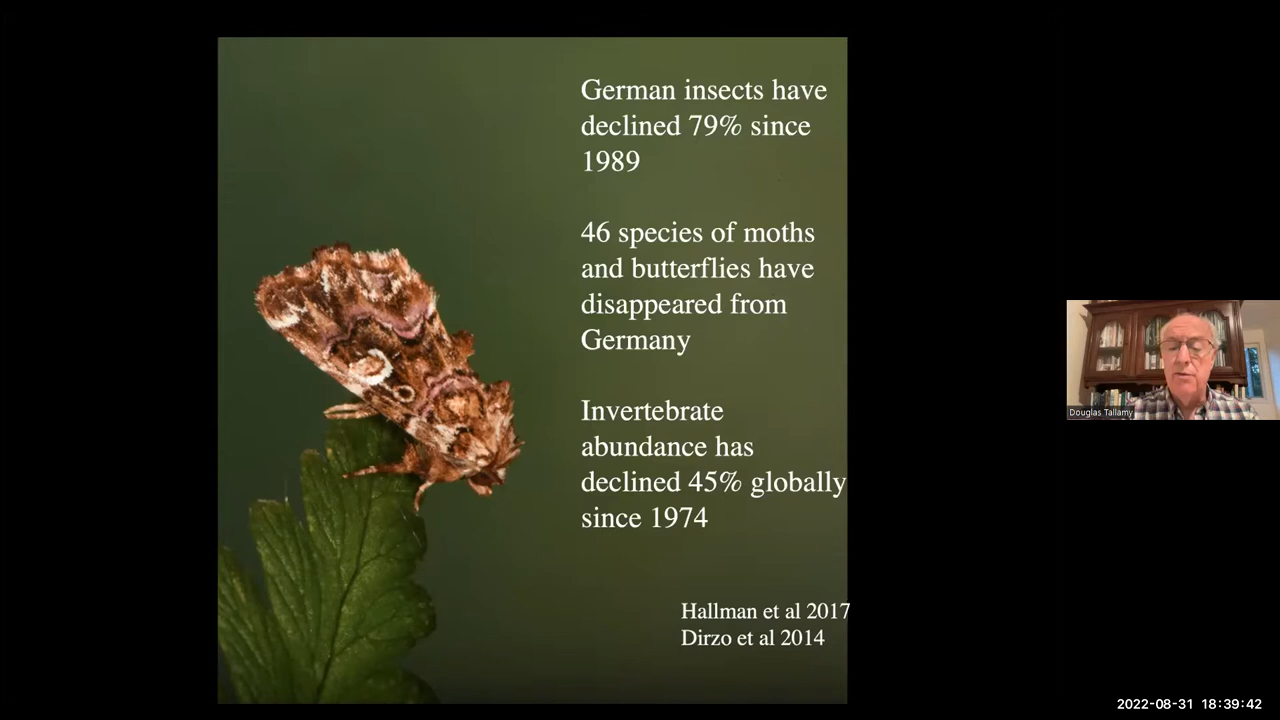 German insects have
declined 79% since
1989
46 species of moths
and butterflies have
disappeared from
Germany
Invertebrate
abundance has
declined 45% globally
since 1974
Hallman et al 2017
Dirzo et al 2014
Douglas Tallamy
2022-08-31 18:39:42